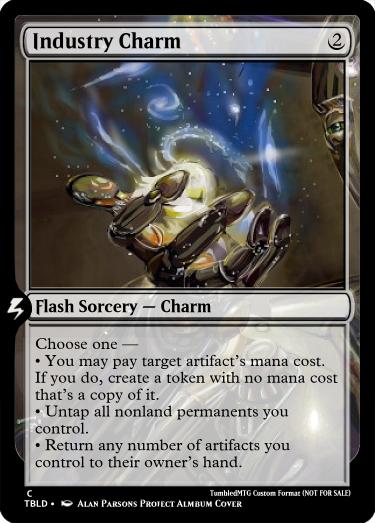 Industry Charm 2
Flash Sorcery — Charm
Choose one —
• You may pay target artifact's mana cost.
If you do, create a token with no mana cost
that's a copy of it.
• Untap all nonland permanents you
control.
• Return any number of artifacts you
control to their owner's hand.
C
TBLD • Alan Parsons Protect Almbum Cover
TumbledMTG Custom Format (NOT FOR SALE)